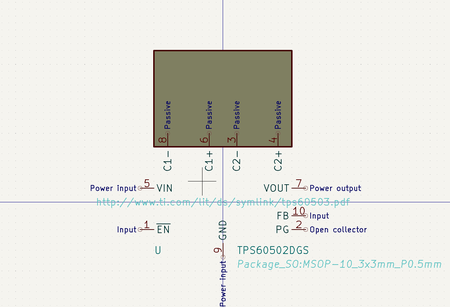 Passive Passive Passive Passive
8 6 3 4
C1- C1+ C2- C2+
Power Input 5 VIN VOUT 7 Power output
http://www.ti.com/lit/ds/symlink/tps60503.pdf
FB 10 Input
Input 1 EN PG 2 Open collector
GND
9
Power Input
U TPS60502DGS
Package_SO:MSOP-10_3x3mm_P0.5mm